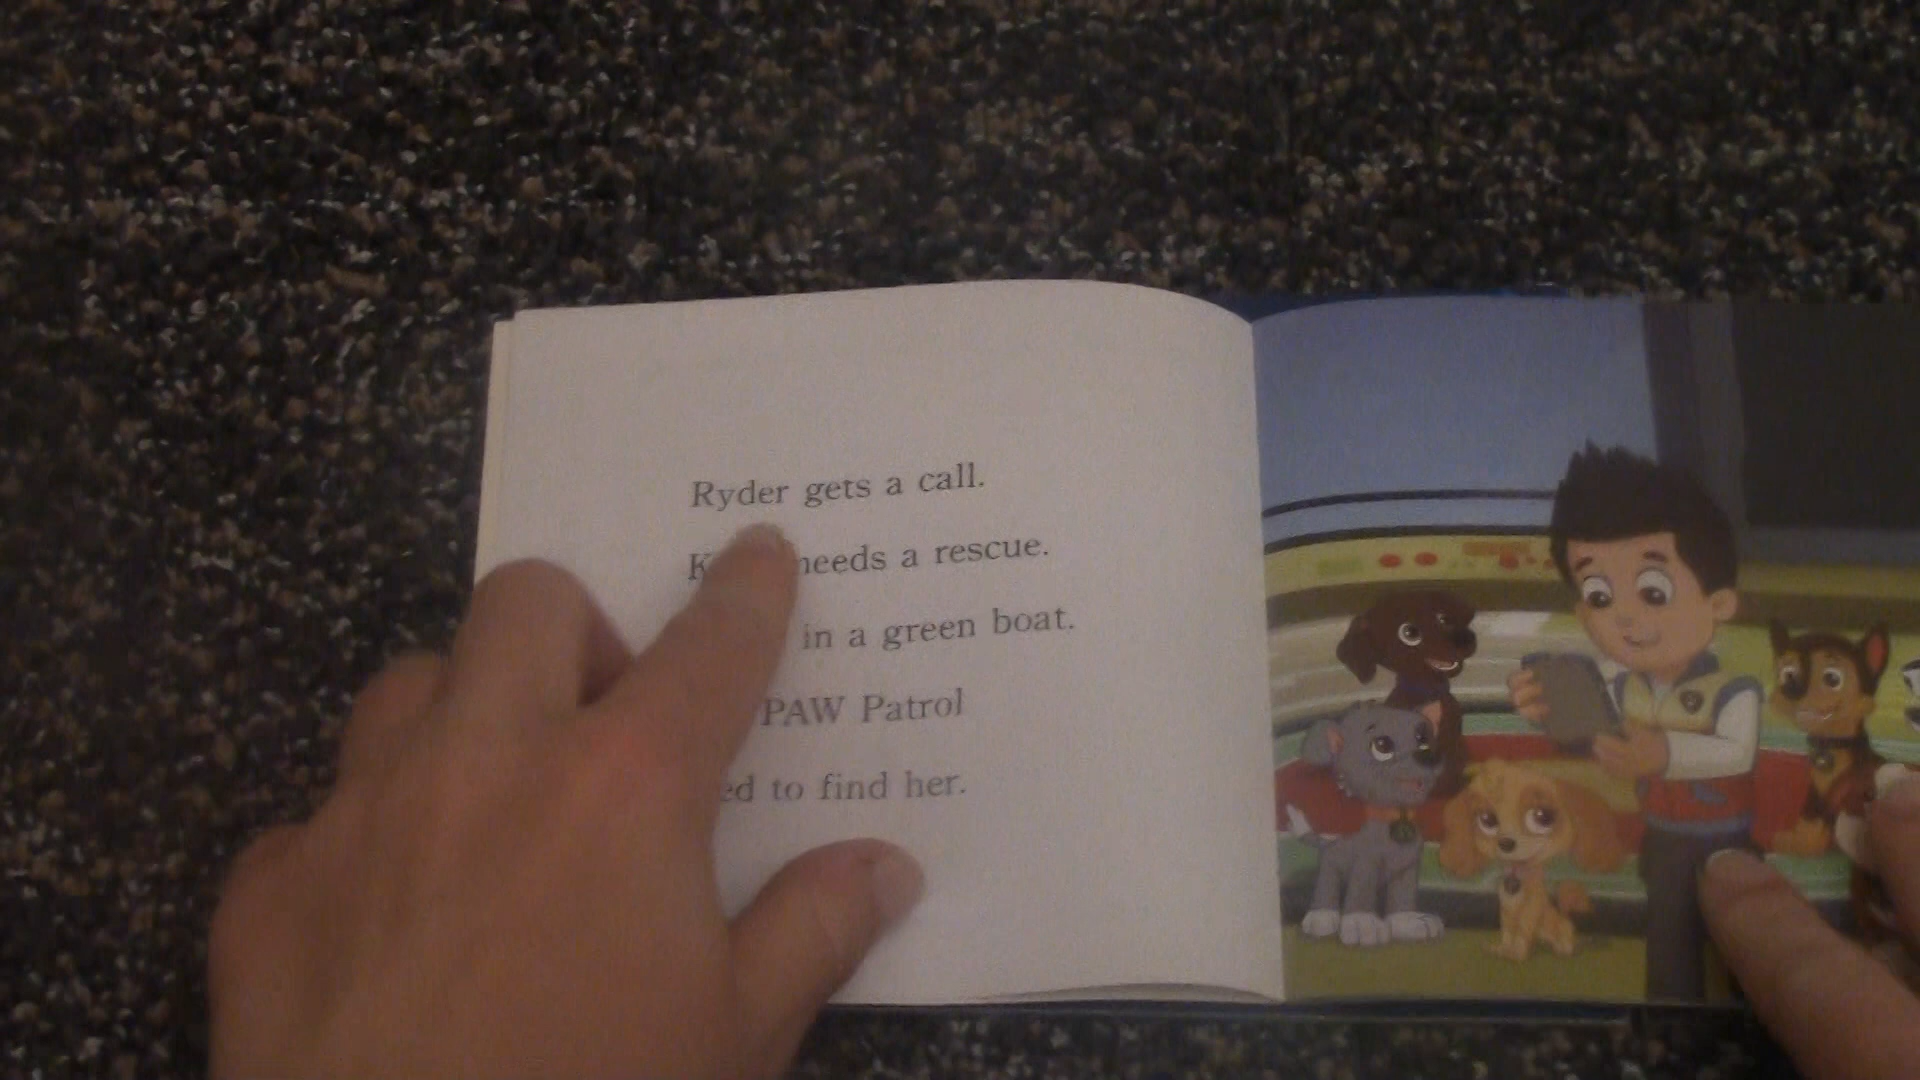 Ryder gets a call.
needs a rescue.
in a green boat.
PAW Patrol
to find her.